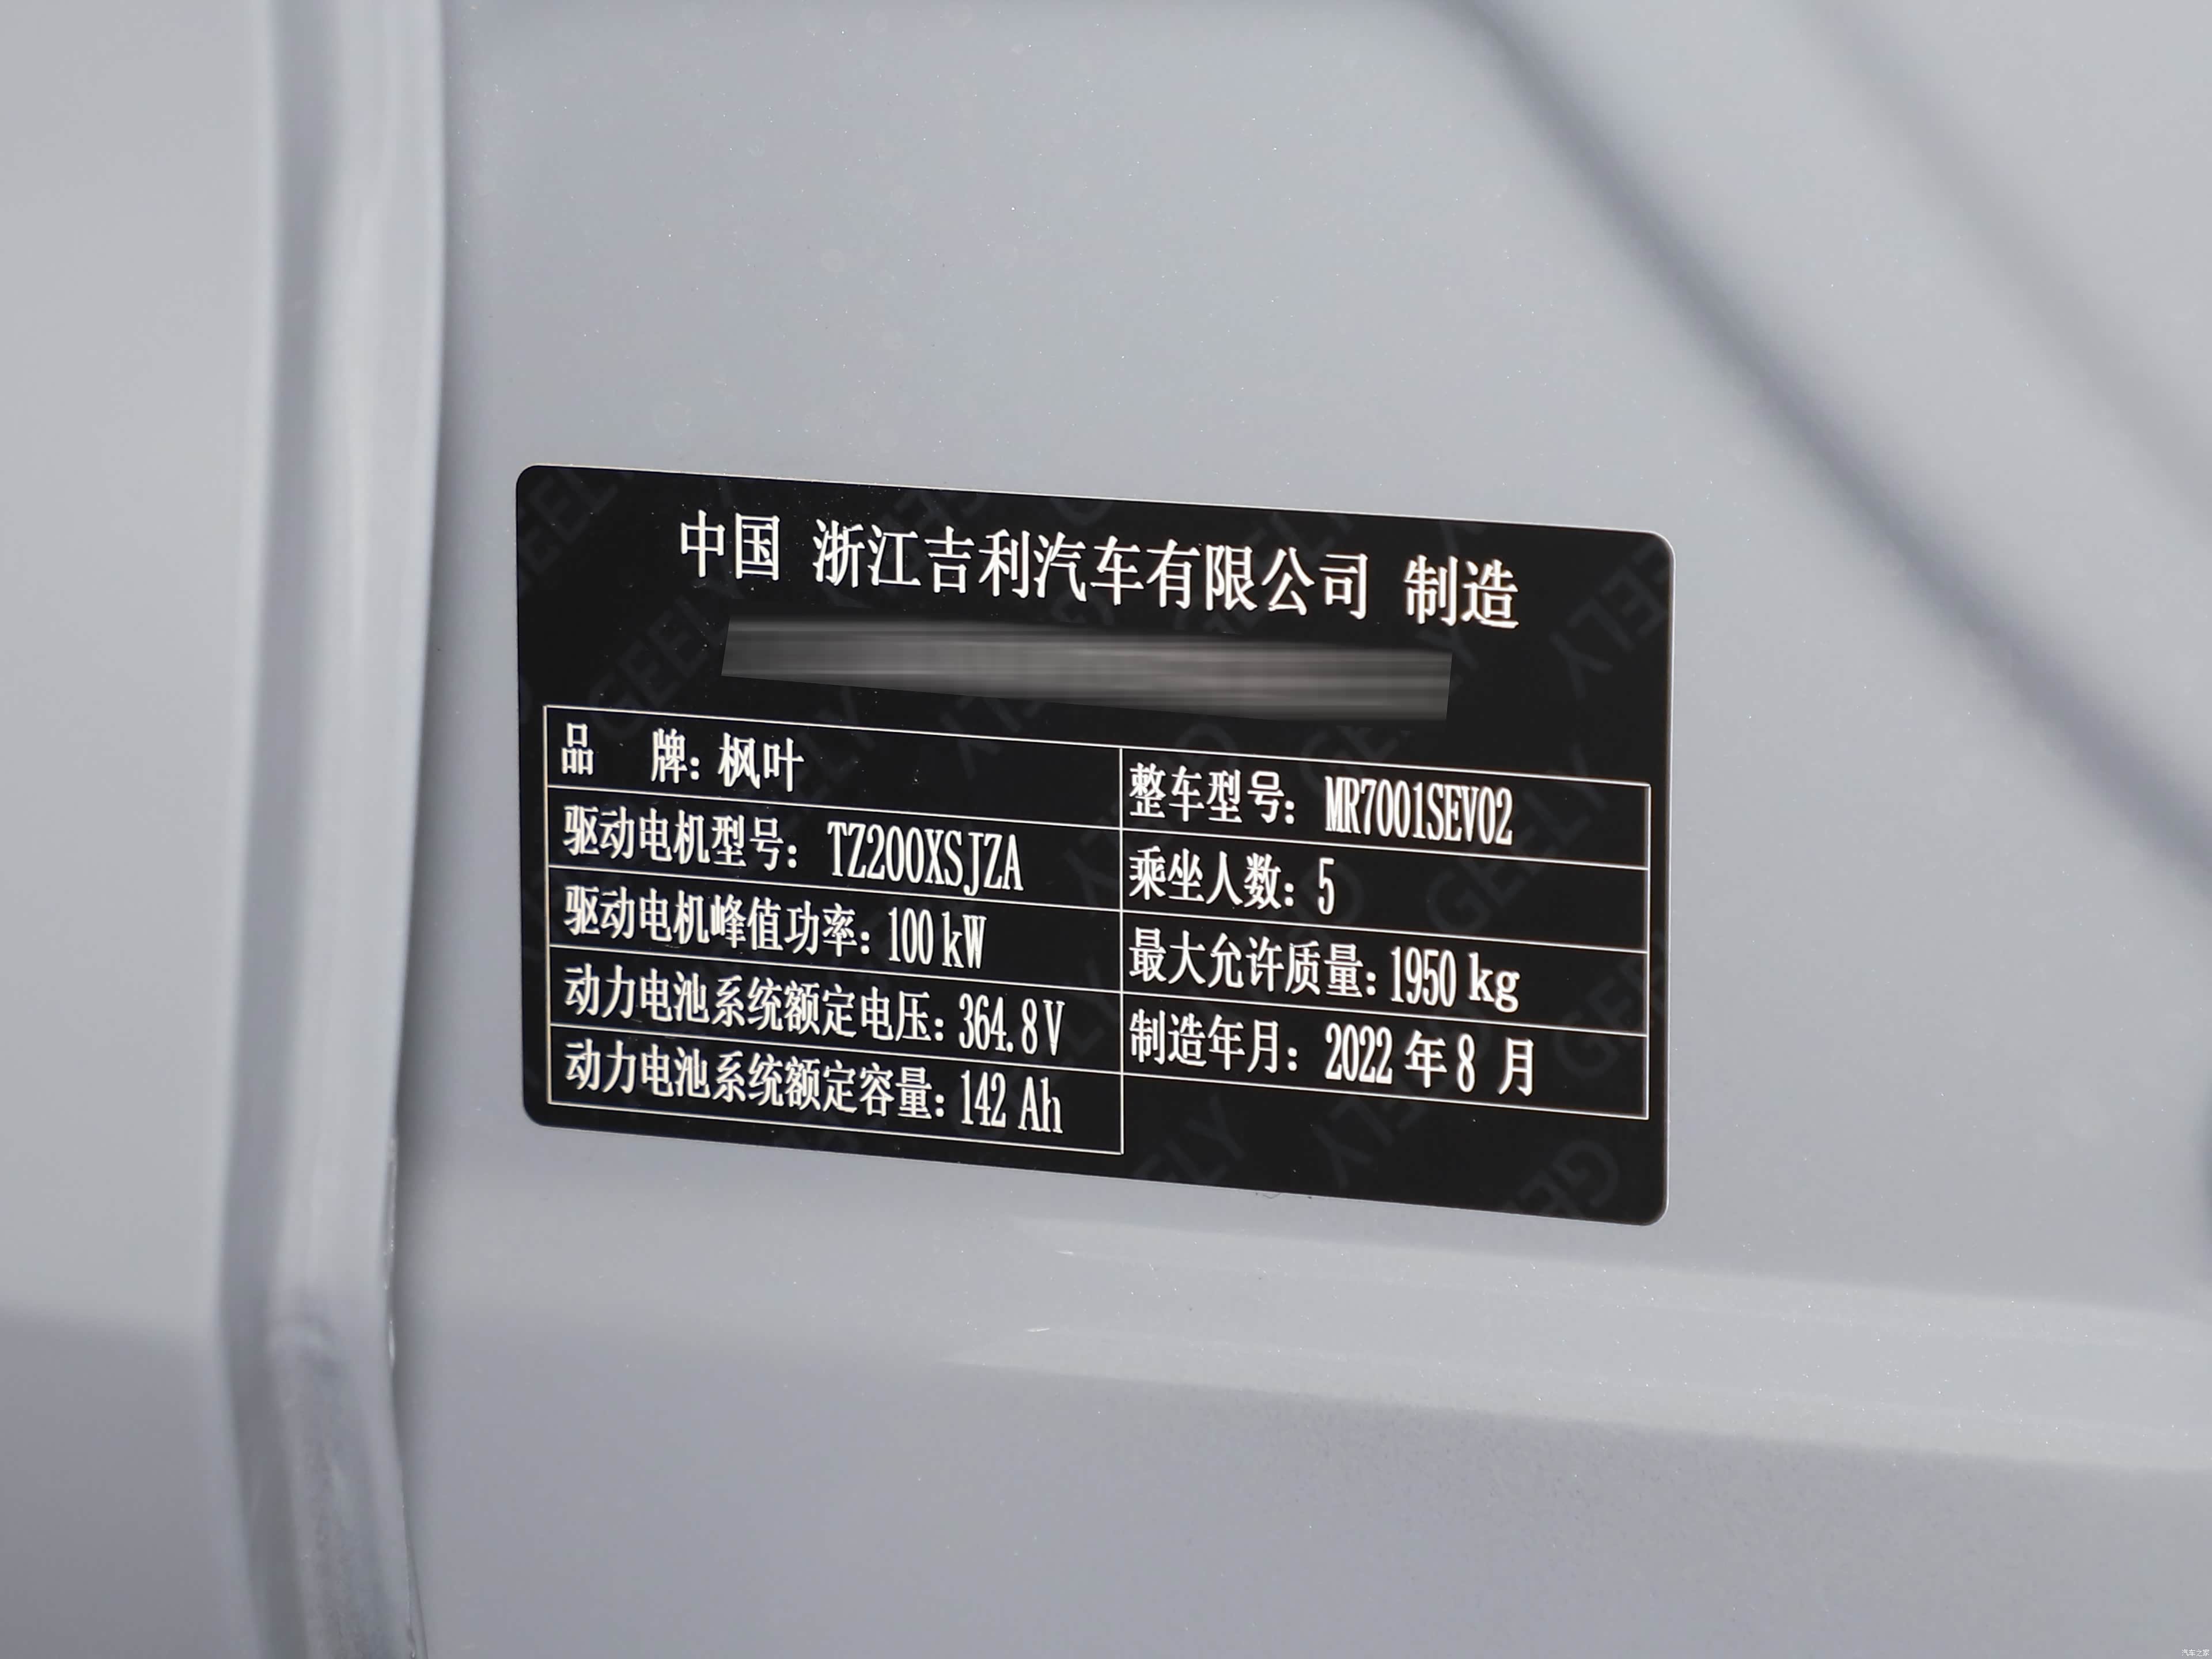 中国 浙江吉利汽车有限公司 制造
品 牌：枫叶
驱动电机型号：TZ200XSJZA
驱动电机峰值功率：100 kW
动力电池系统额定电压：364.8 V
动力电池系统额定容量：142 Ah
整车型号：MR7001SEV02
乘坐人数：5
最大允许质量：1950 kg
制造年月：2022 年 8 月
汽车之家